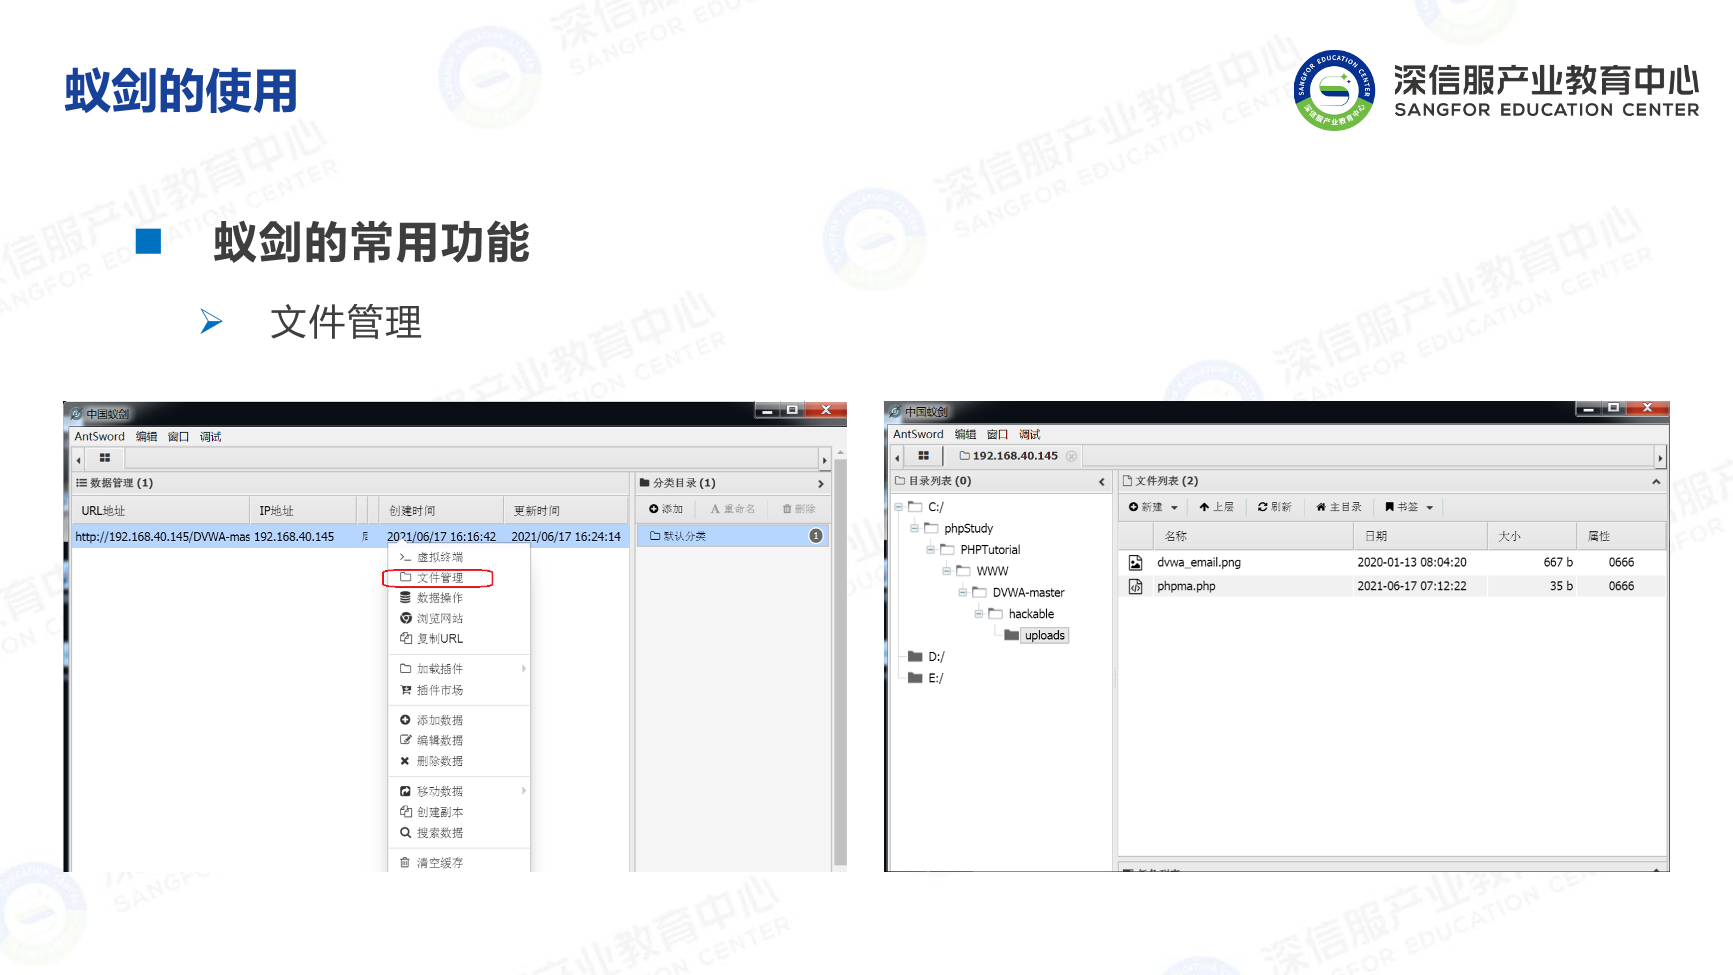 蚁剑的使用
深信服产业教育中心
SANGFOR EDUCATION CENTER
蚁剑的常用功能
文件管理
中国蚁剑
AntSword 编辑 窗口 调试
数据管理 (1)
URL地址 IP地址 创建时间 更新时间
http://192.168.40.145/DVWA-mas 192.168.40.145 2021/06/17 16:16:42 2021/06/17 16:24:14
虚拟终端
文件管理
数据操作
浏览网站
复制URL
加载插件
插件市场
添加数据
编辑数据
删除数据
移动数据
创建副本
搜索数据
清空缓存
分类目录 (1)
添加 重命名 删除
默认分类 1
中国蚁剑
AntSword 编辑 窗口 调试
192.168.40.145
目录列表 (0)
C:/
phpStudy
PHPTutorial
WWW
DVWA-master
hackable
uploads
D:/
E:/
文件列表 (2)
新建 上层 刷新 主目录 书签
名称 日期 大小 属性
dvwa_email.png 2020-01-13 08:04:20 667 b 0666
phpma.php 2021-06-17 07:12:22 35 b 0666